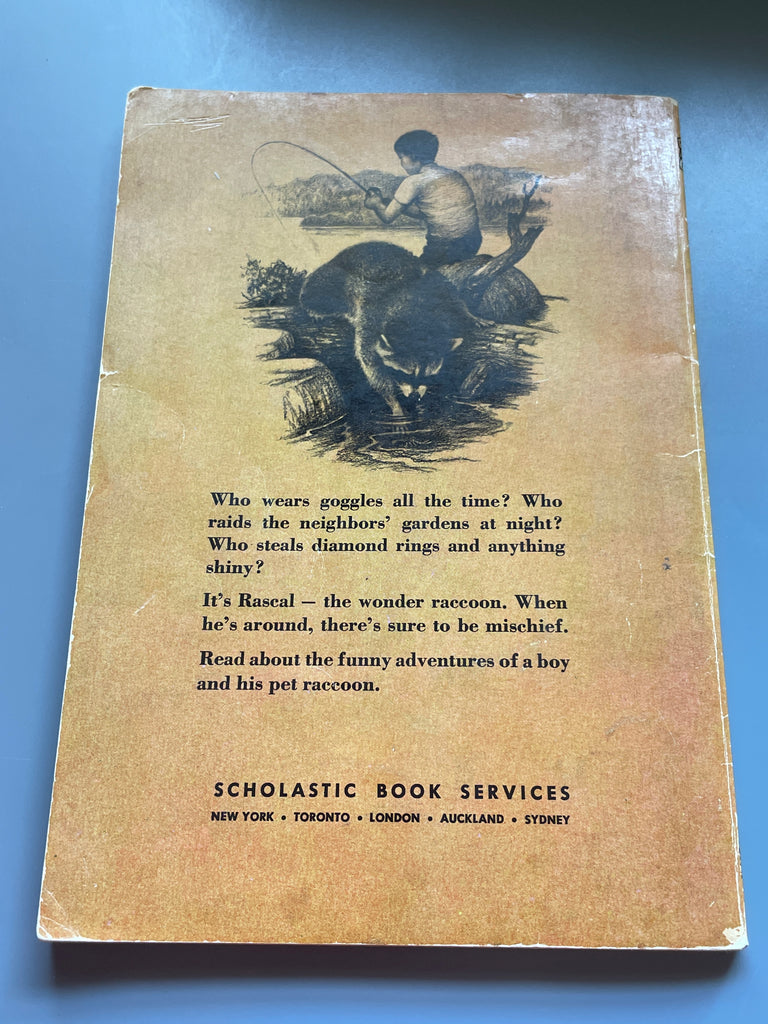 Who wears goggles all the time? Who
raids the neighbors' gardens at night?
Who steals diamond rings and anything
shiny?
It's Rascal — the wonder raccoon. When
he's around, there's sure to be mischief.
Read about the funny adventures of a boy
and his pet raccoon.
SCHOLASTIC BOOK SERVICES
NEW YORK • TORONTO • LONDON • AUCKLAND • SYDNEY